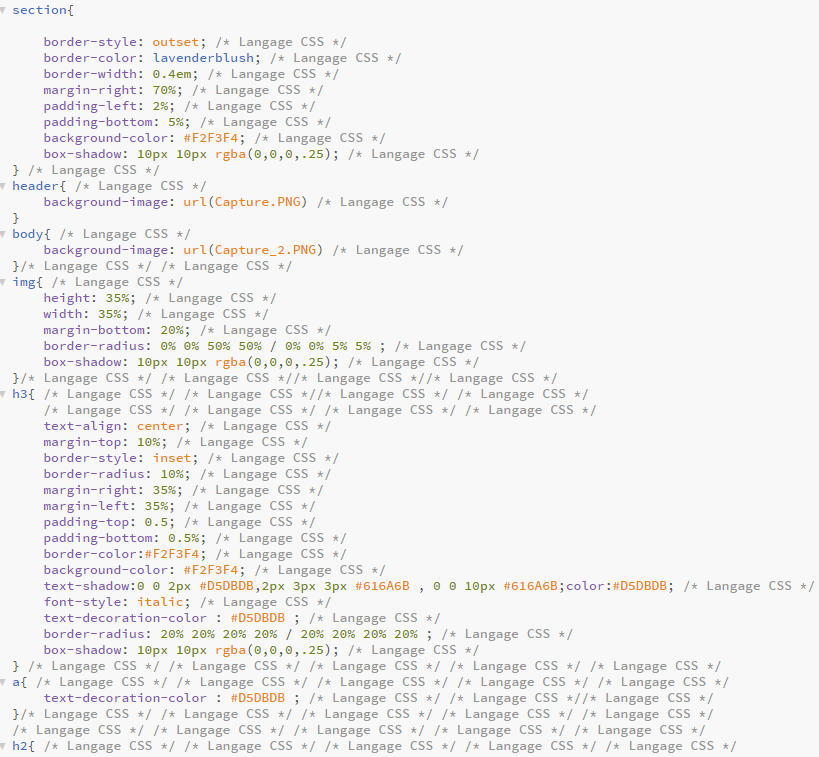 section{
border-style: outset; /* Langage CSS */
border-color: lavenderblush; /* Langage CSS */
border-width: 0.4em; /* Langage CSS */
margin-right: 70%; /* Langage CSS */
padding-left: 2%; /* Langage CSS */
padding-bottom: 5%; /* Langage CSS */
background-color: #F2F3F4; /* Langage CSS */
box-shadow: 10px 10px rgba(0,0,0,.25); /* Langage CSS */
} /* Langage CSS */
header{ /* Langage CSS */
background-image: url(Capture.PNG) /* Langage CSS */
}
body{ /* Langage CSS */
background-image: url(Capture_2.PNG) /* Langage CSS */
}/* Langage CSS */ /* Langage CSS */
img{ /* Langage CSS */
height: 35%; /* Langage CSS */
width: 35%; /* Langage CSS */
margin-bottom: 20%; /* Langage CSS */
border-radius: 0% 0% 50% 50% / 0% 0% 5% 5% ; /* Langage CSS */
box-shadow: 10px 10px rgba(0,0,0,.25); /* Langage CSS */
}/* Langage CSS */ /* Langage CSS *//* Langage CSS *//* Langage CSS */
h3{ /* Langage CSS */ /* Langage CSS *//* Langage CSS */ /* Langage CSS */
/* Langage CSS */ /* Langage CSS */ /* Langage CSS */ /* Langage CSS */
text-align: center; /* Langage CSS */
margin-top: 10%; /* Langage CSS */
border-style: inset; /* Langage CSS */
border-radius: 10%; /* Langage CSS */
margin-right: 35%; /* Langage CSS */
margin-left: 35%; /* Langage CSS */
padding-top: 0.5; /* Langage CSS */
padding-bottom: 0.5%; /* Langage CSS */
border-color:#F2F3F4; /* Langage CSS */
background-color: #F2F3F4; /* Langage CSS */
text-shadow:0 0 2px #D5DBDB,2px 3px 3px #616A6B , 0 0 10px #616A6B;color:#D5DBDB; /* Langage CSS */
font-style: italic; /* Langage CSS */
text-decoration-color : #D5DBDB ; /* Langage CSS */
border-radius: 20% 20% 20% 20% / 20% 20% 20% 20% ; /* Langage CSS */
box-shadow: 10px 10px rgba(0,0,0,.25); /* Langage CSS */
} /* Langage CSS */ /* Langage CSS */ /* Langage CSS */ /* Langage CSS */ /* Langage CSS */
a{ /* Langage CSS */ /* Langage CSS */ /* Langage CSS */ /* Langage CSS */ /* Langage CSS */
text-decoration-color : #D5DBDB ; /* Langage CSS */ /* Langage CSS *//* Langage CSS */
}/* Langage CSS */ /* Langage CSS */ /* Langage CSS */ /* Langage CSS */ /* Langage CSS */
/* Langage CSS */ /* Langage CSS */ /* Langage CSS */ /* Langage CSS */ /* Langage CSS */
h2{ /* Langage CSS */ /* Langage CSS */ /* Langage CSS */ /* Langage CSS */ /* Langage CSS */